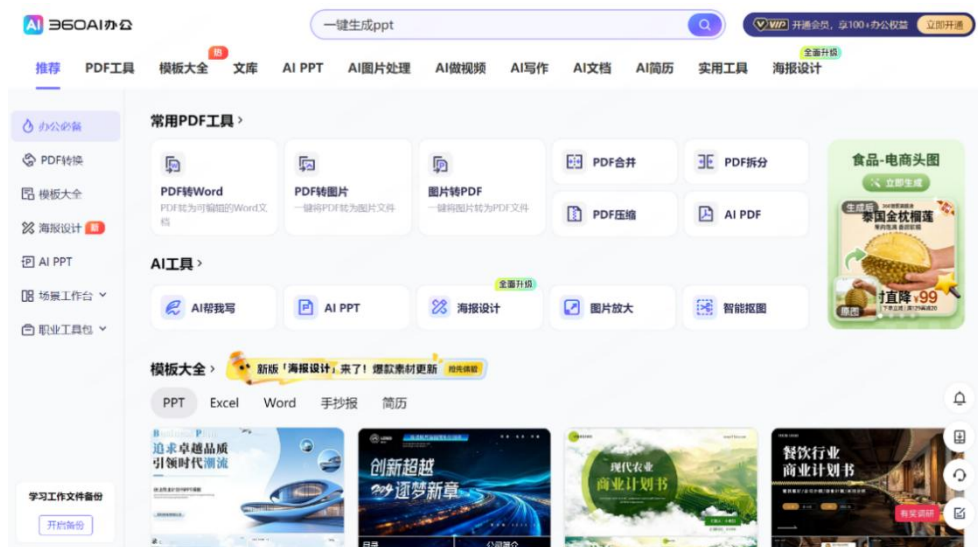 360AI办公
一键生成ppt
VIP 开通会员，享100+办公权益 立即开通
热
全面升级
推荐 PDF工具 模板大全 文库 AI PPT AI图片处理 AI做视频 AI写作 AI文档 AI简历 实用工具 海报设计
办公必备
PDF转换
模板大全
海报设计 新
AI PPT
场景工作台
职业工具包
学习工作文件备份
开启备份
常用PDF工具 ›
PDF转Word
PDF转为可编辑的Word文
档
PDF转图片
一键将PDF转为图片文件
图片转PDF
一键将图片转为PDF文件
PDF合并
PDF拆分
PDF压缩
AI PDF
AI工具 ›
全面升级
AI帮我写
AI PPT
海报设计
图片放大
智能抠图
食品-电商头图
立即生成
生成后
泰国金枕榴莲
原图
时直降 ¥99
模板大全 ›
新版「海报设计」来了！爆款素材更新 抢先体验
PPT Excel Word 手抄报 简历
追求卓越品质
引领时代潮流
创新超越
逐梦新章
目录
公司简介
现代农业
商业计划书
餐饮行业
商业计划书
有奖调研